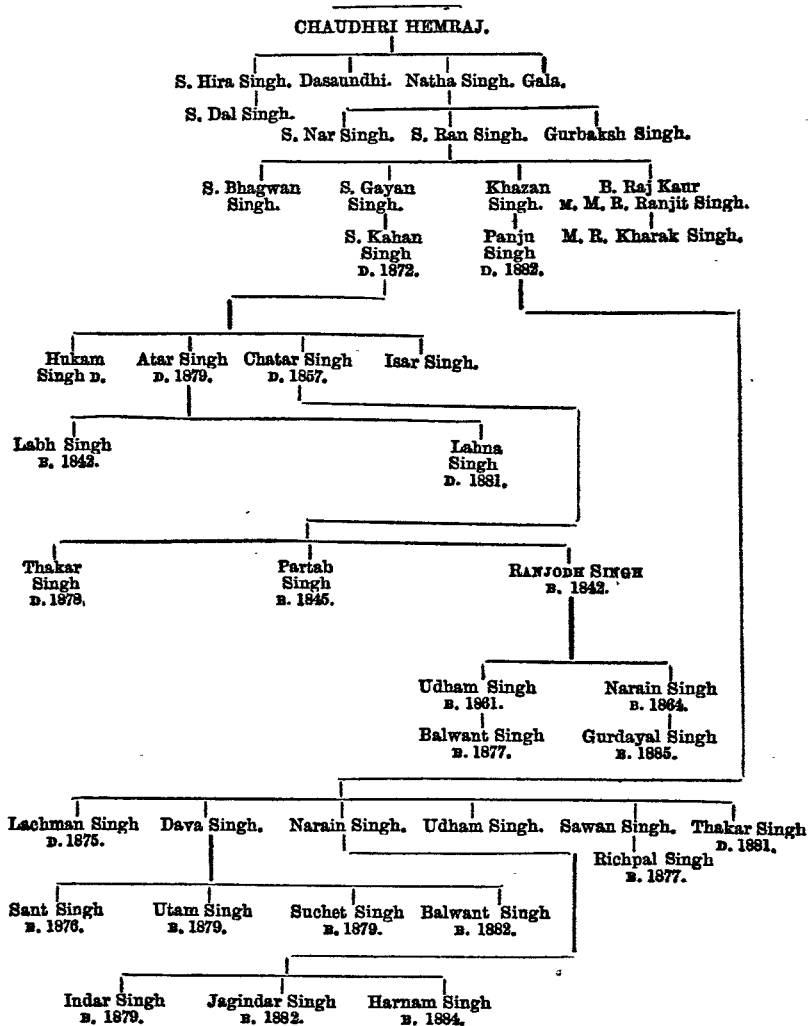 CHAUDHRI HEMRAJ.
S. Hira Singh. Dasaundhi. Natha Singh. Gala.
S. Dal Singh.
S. Nar Singh. S. Ran Singh. Gurbaksh Singh.
S. Bhagwan Singh. S. Gayan Singh. Khazan Singh. B. Raj Kaur
M. M. R. Ranjit Singh.
S. Kahan Singh D. 1872. Panju Singh D. 1882. M. R. Kharak Singh.
Hukam Singh D. Atar Singh D. 1879. Chatar Singh D. 1857. Isar Singh.
Labh Singh B. 1842. Lahna Singh D. 1881.
Thakar Singh D. 1878. Partab Singh B. 1845. RANJODH SINGH B. 1842.
Udham Singh Narain Singh
B. 1861. B. 1864.
Balwant Singh Gurdayal Singh
B. 1877. B. 1885.
Lachman Singh Dava Singh. Narain Singh. Udham Singh. Sawan Singh. Thakar Singh
D. 1875. D. 1881.
Richpal Singh
B. 1877.
Sant Singh Utam Singh Suchet Singh Balwant Singh
B. 1876. B. 1879. B. 1879. B. 1882.
Indar Singh Jagindar Singh Harnam Singh
B. 1879. B. 1882. B. 1884.